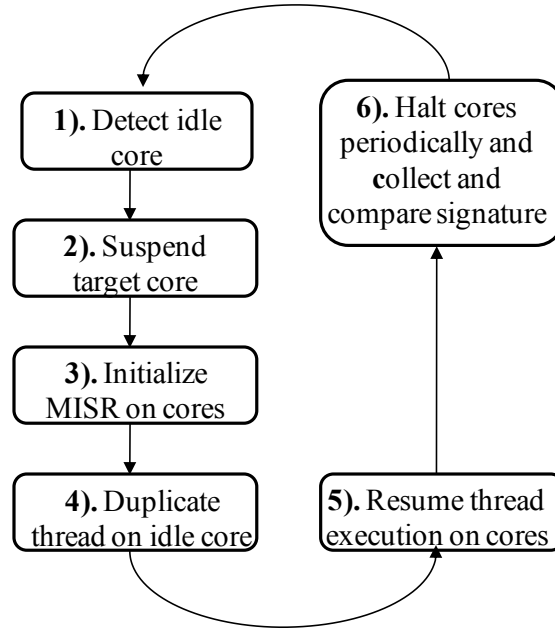 1). Detect idle
core
2). Suspend
target core
3). Initialize
MISR on cores
4). Duplicate
thread on idle core
5). Resume thread
execution on cores
6). Halt cores
periodically and
collect and
compare signature